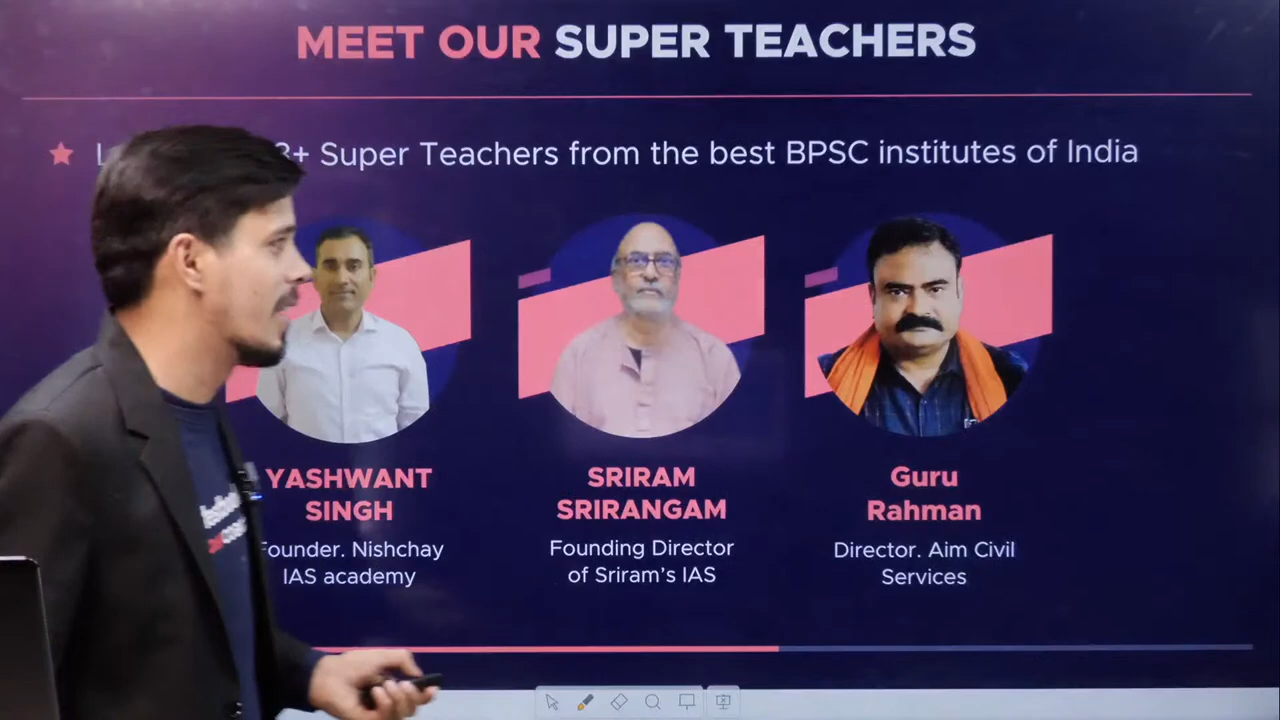 MEET OUR SUPER TEACHERS
3+ Super Teachers from the best BPSC institutes of India
YASHWANT
SINGH
Founder. Nishchay
IAS academy
SRIRAM
SRIRANGAM
Founding Director
of Sriram's IAS
Guru
Rahman
Director. Aim Civil
Services